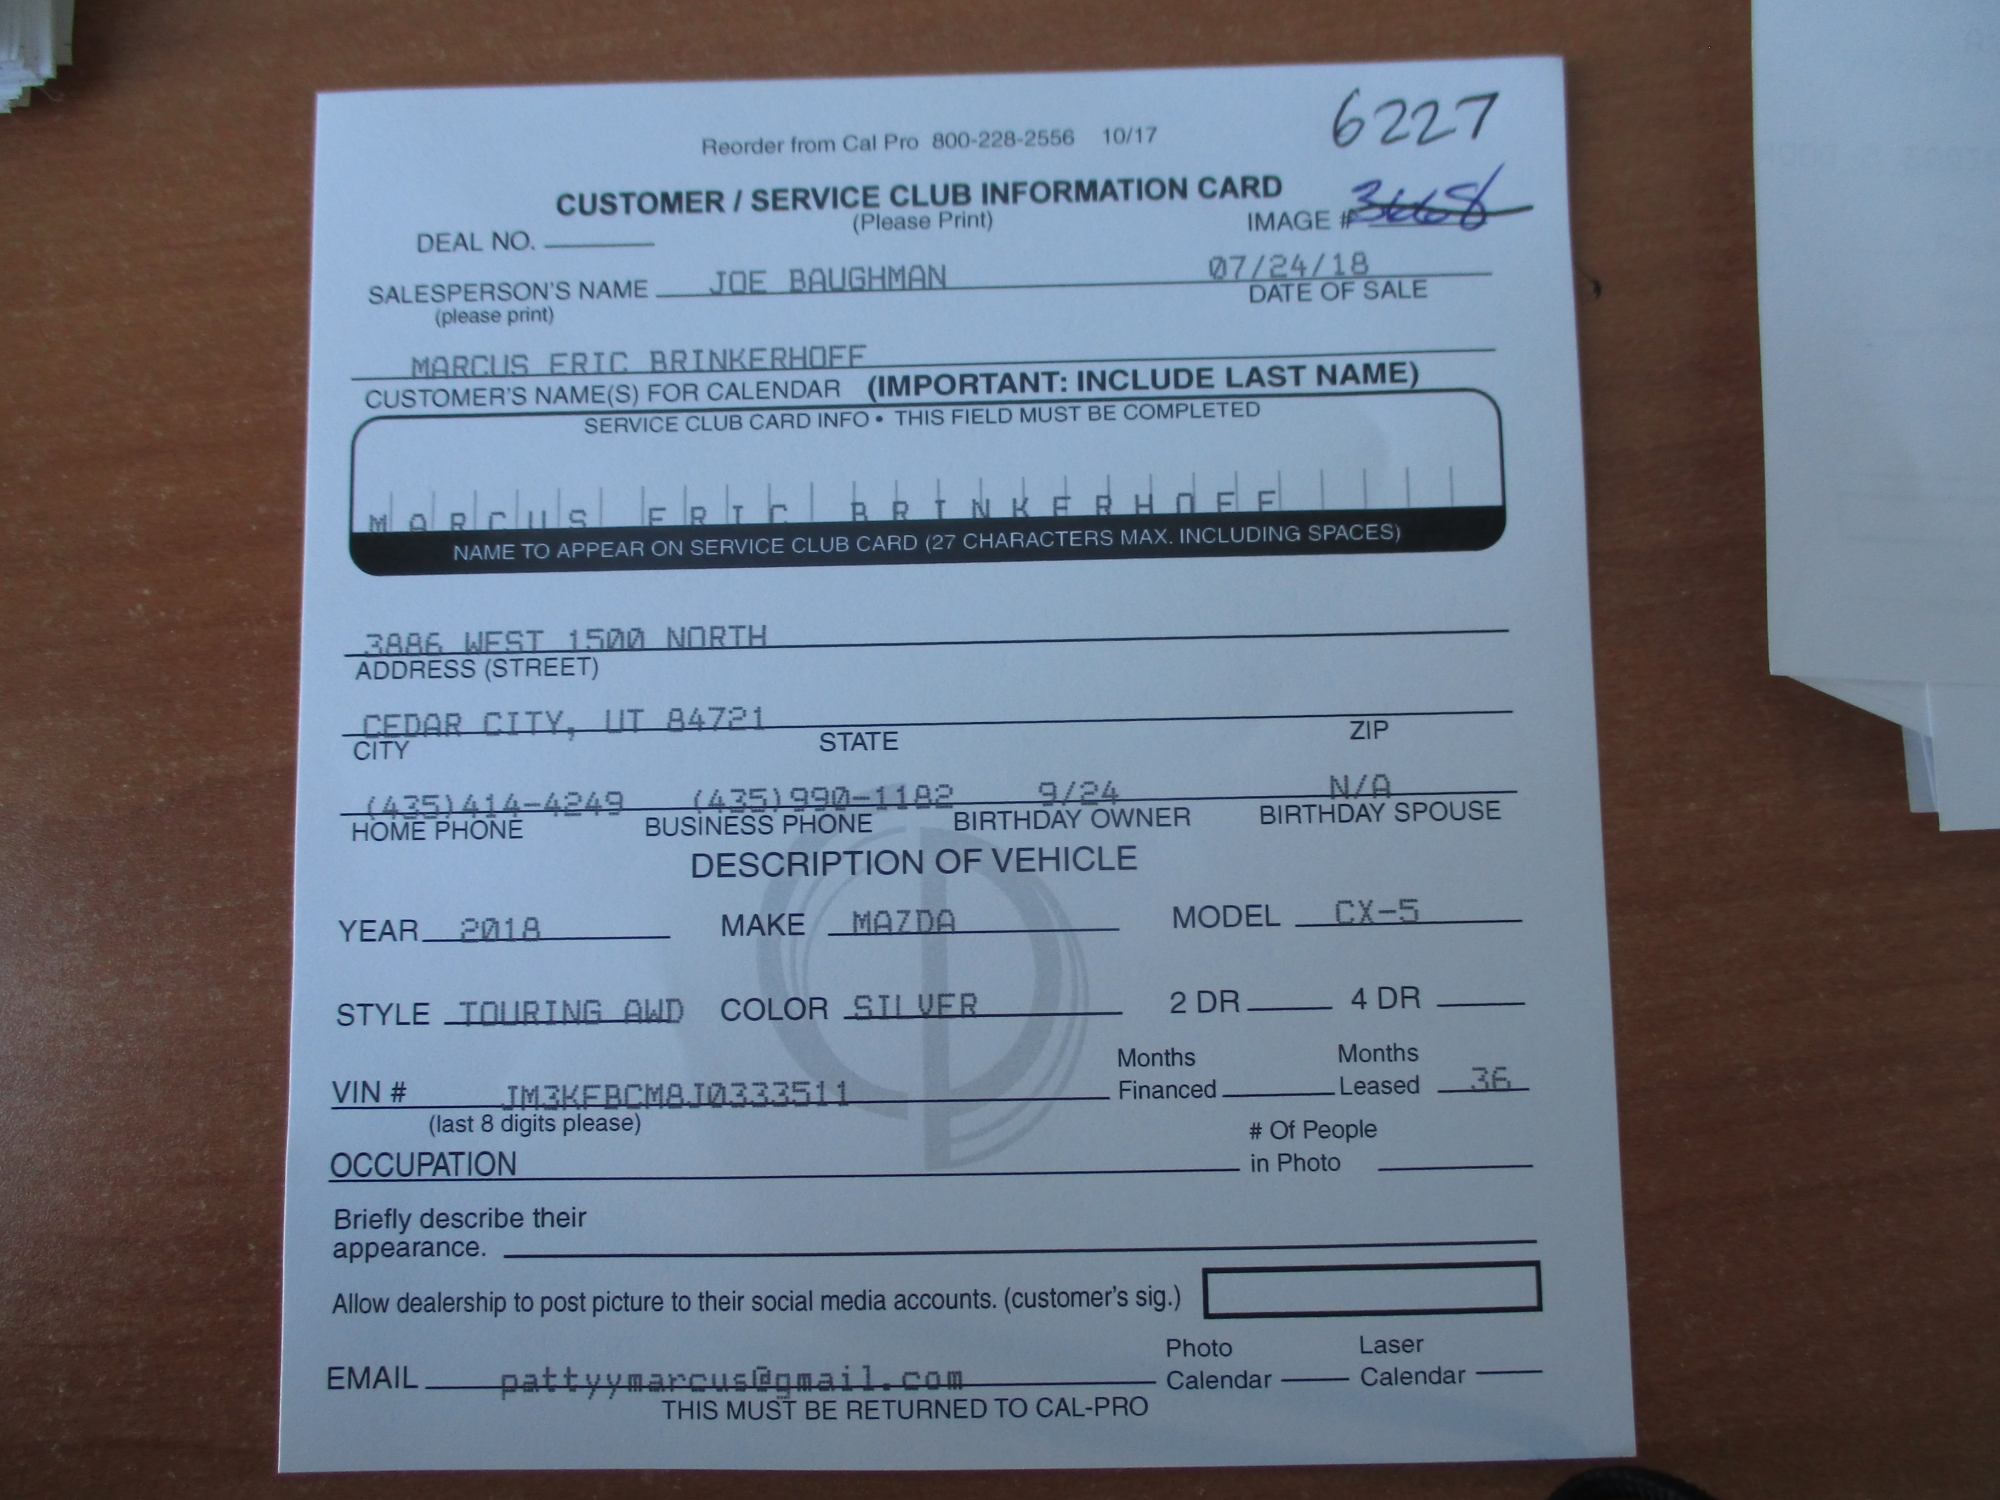 6227
Reorder from Cal Pro 800-228-2556 10/17
CUSTOMER / SERVICE CLUB INFORMATION CARD
(Please Print)
DEAL NO.
IMAGE # 3668
SALESPERSON'S NAME JOE BAUGHMAN 07/24/18
(please print) DATE OF SALE
MARCUS ERIC BRINKERHOFF
CUSTOMER'S NAME(S) FOR CALENDAR (IMPORTANT: INCLUDE LAST NAME)
SERVICE CLUB CARD INFO • THIS FIELD MUST BE COMPLETED
MARCUS ERIC BRINKERHOFF
NAME TO APPEAR ON SERVICE CLUB CARD (27 CHARACTERS MAX. INCLUDING SPACES)
3886 WEST 1500 NORTH
ADDRESS (STREET)
CEDAR CITY, UT 84721
CITY STATE ZIP
(435)414-4249 (435)990-1182 9/24 N/A
HOME PHONE BUSINESS PHONE BIRTHDAY OWNER BIRTHDAY SPOUSE
DESCRIPTION OF VEHICLE
YEAR 2018 MAKE MAZDA MODEL CX-5
STYLE TOURING AWD COLOR SILVER 2 DR 4 DR
Months Months
VIN # JM3KFBCM8J0333511 Financed Leased 36
(last 8 digits please)
# Of People
OCCUPATION in Photo
Briefly describe their
appearance.
Allow dealership to post picture to their social media accounts. (customer's sig.)
Photo Laser
EMAIL pattyymarcus@gmail.com Calendar Calendar
THIS MUST BE RETURNED TO CAL-PRO